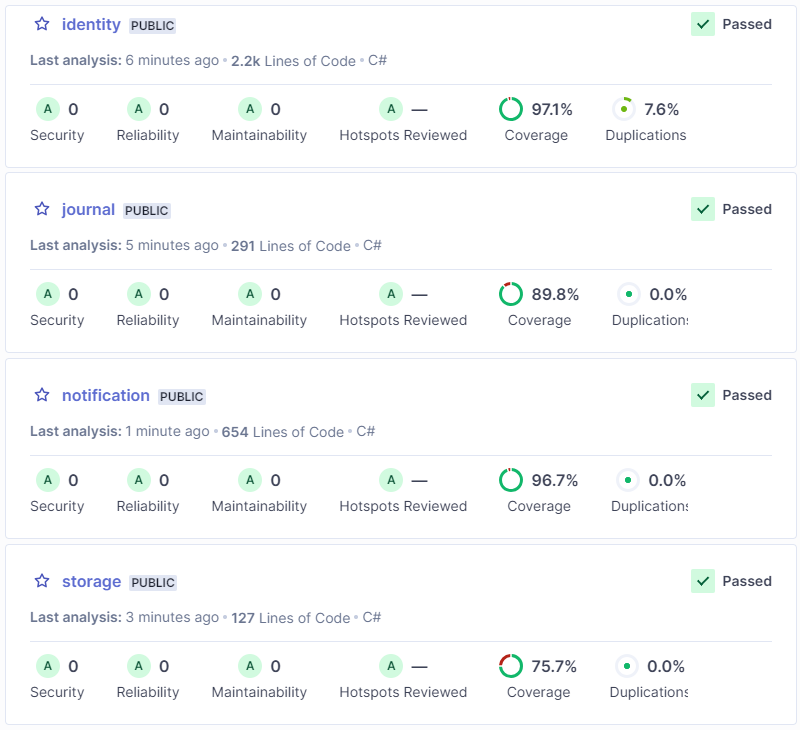 identity PUBLIC Passed
Last analysis: 6 minutes ago • 2.2k Lines of Code • C#
A 0 A 0 A 0 A — 97.1% 7.6%
Security Reliability Maintainability Hotspots Reviewed Coverage Duplications
journal PUBLIC Passed
Last analysis: 5 minutes ago • 291 Lines of Code • C#
A 0 A 0 A 0 A — 89.8% 0.0%
Security Reliability Maintainability Hotspots Reviewed Coverage Duplications
notification PUBLIC Passed
Last analysis: 1 minute ago • 654 Lines of Code • C#
A 0 A 0 A 0 A — 96.7% 0.0%
Security Reliability Maintainability Hotspots Reviewed Coverage Duplications
storage PUBLIC Passed
Last analysis: 3 minutes ago • 127 Lines of Code • C#
A 0 A 0 A 0 A — 75.7% 0.0%
Security Reliability Maintainability Hotspots Reviewed Coverage Duplications